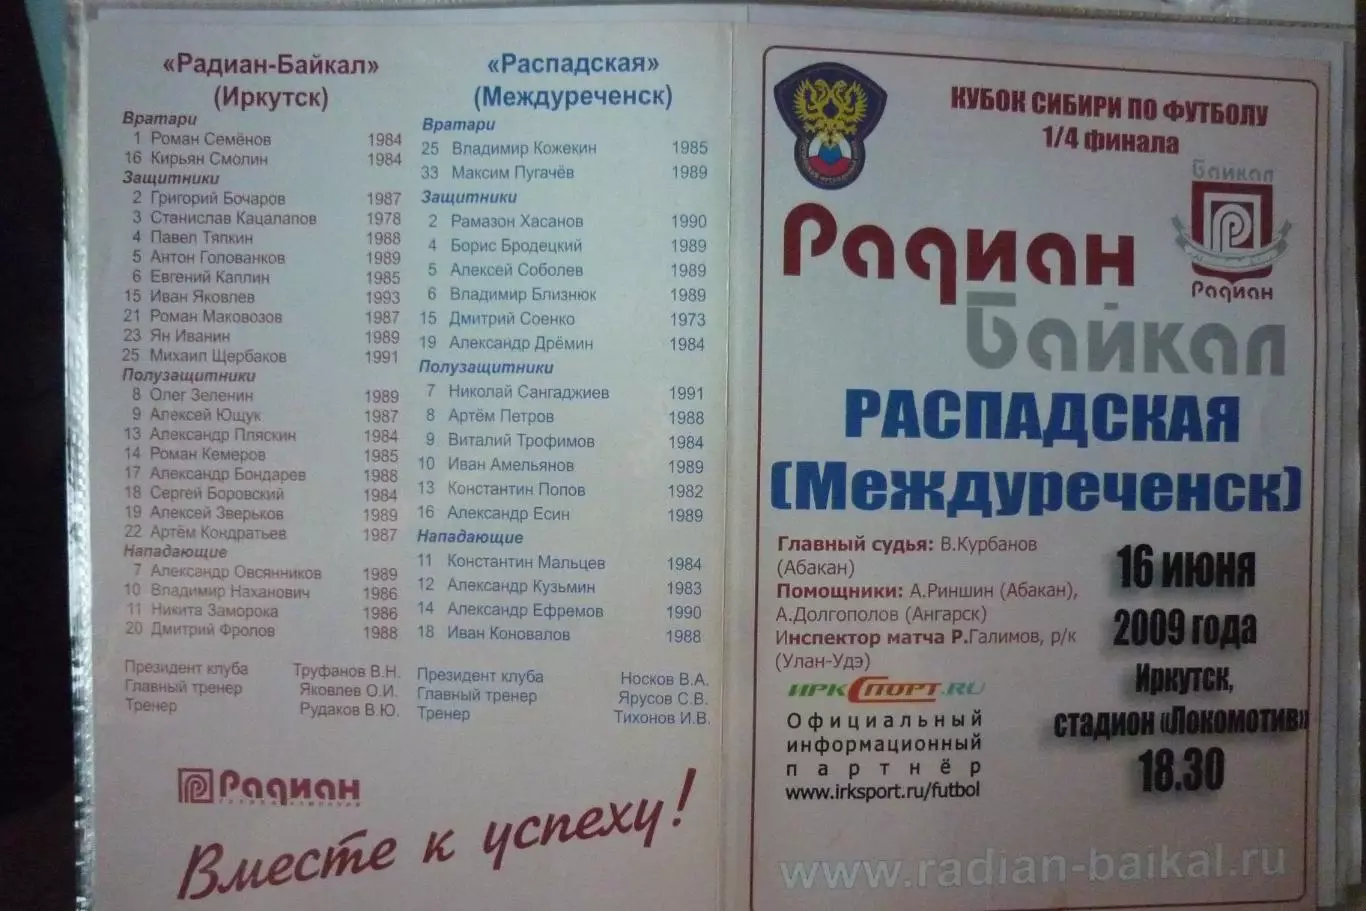 «Радиан-Байкал»
(Иркутск)
Вратари
1 Роман Семёнов 1984
16 Кирьян Смолин 1984
Защитники
2 Григорий Бочаров 1987
3 Станислав Кацалапов 1978
4 Павел Тяпкин 1988
5 Антон Голованков 1989
6 Евгений Каплин 1985
15 Иван Яковлев 1993
21 Роман Маковозов 1987
23 Ян Иванин 1989
25 Михаил Щербаков 1991
Полузащитники
8 Олег Зеленин 1989
9 Алексей Ющук 1987
13 Александр Пляскин 1984
14 Роман Кемеров 1985
17 Александр Бондарев 1988
18 Сергей Боровский 1984
19 Алексей Зверьков 1989
22 Артём Кондратьев 1987
Нападающие
7 Александр Овсянников 1989
10 Владимир Наханович 1986
11 Никита Заморока 1986
20 Дмитрий Фролов 1988
Президент клуба Труфанов В.Н.
Главный тренер Яковлев О.И.
Тренер Рудаков В.Ю.
Радиан
Вместе к успеху!
«Распадская»
(Междуреченск)
Вратари
25 Владимир Кожекин 1985
33 Максим Пугачёв 1989
Защитники
2 Рамазон Хасанов 1990
4 Борис Бродецкий 1989
5 Алексей Соболев 1989
6 Владимир Близнюк 1989
15 Дмитрий Соенко 1973
19 Александр Дрёмин 1984
Полузащитники
7 Николай Сангаджиев 1991
8 Артём Петров 1988
9 Виталий Трофимов 1984
10 Иван Амельянов 1989
13 Константин Попов 1982
16 Александр Есин 1989
Нападающие
11 Константин Мальцев 1984
12 Александр Кузьмин 1983
14 Александр Ефремов 1990
18 Иван Коновалов 1988
Президент клуба Носков В.А.
Главный тренер Ярусов С.В.
Тренер Тихонов И.В.
КУБОК СИБИРИ ПО ФУТБОЛУ
1/4 финала
Байкал
Радиан
Радиан
Байкал
РАСПАДСКАЯ
(Междуреченск)
Главный судья: В.Курбанов
(Абакан)
Помощники: А.Риншин (Абакан),
А.Долгополов (Ангарск)
Инспектор матча Р.Галимов, р/к
(Улан-Удэ)
ИРКСПОРТ.RU
Официальный
информационный
партнёр
www.irksport.ru/futbol
16 июня
2009 года
Иркутск,
стадион «Локомотив»
18.30
www.radian-baikal.ru